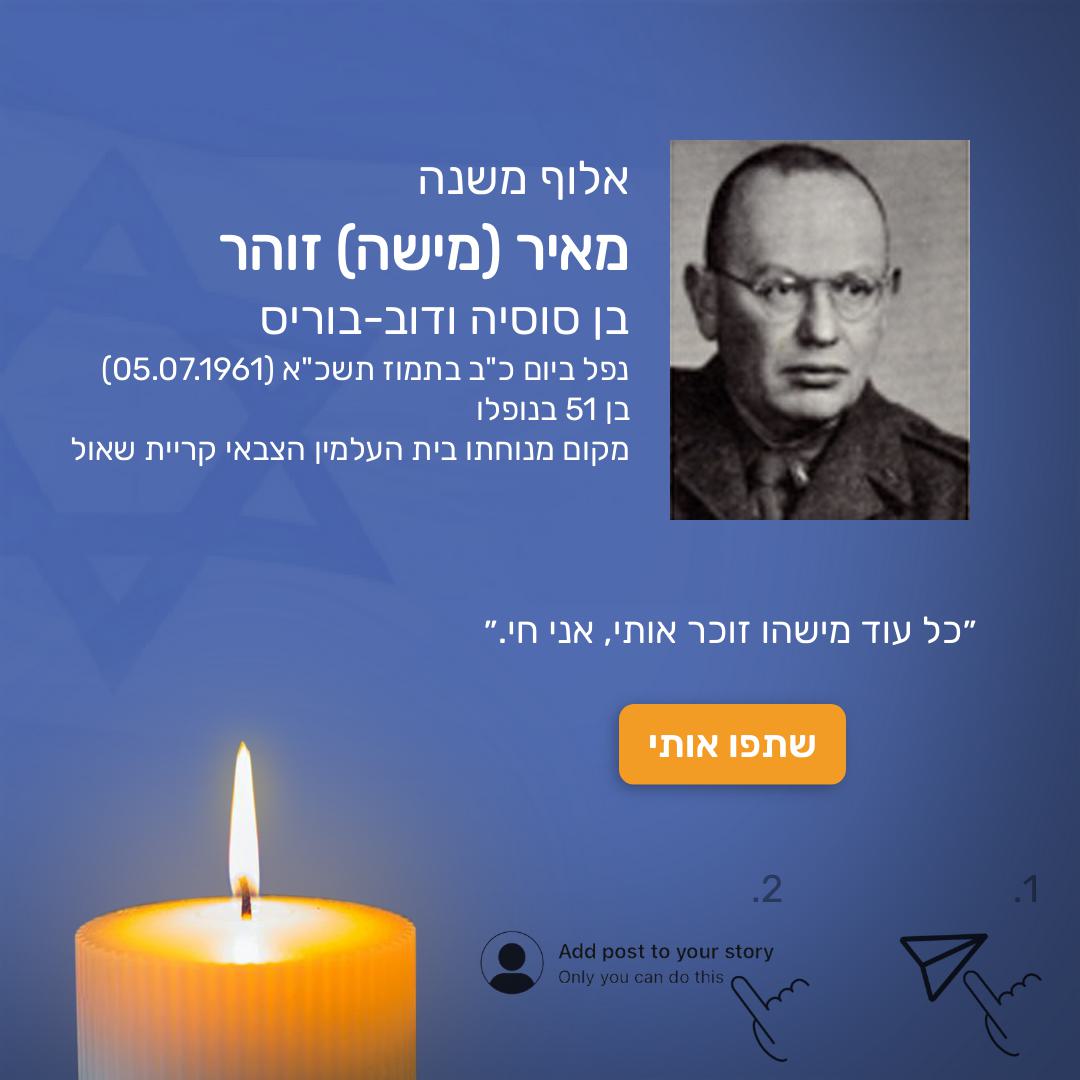 אלוף משנה
מאיר (מישה) זוהר
בן סוסיה ודוב-בוריס
נפל ביום כ"ב בתמוז תשכ"א (05.07.1961)
בן 51 בנופלו
מקום מנוחתו בית העלמין הצבאי קריית שאול
״כל עוד מישהו זוכר אותי, אני חי.״
שתפו אותי
.1
.2
Add post to your story
Only you can do this